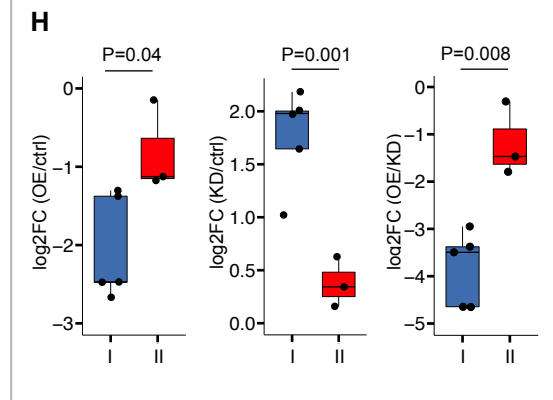 H
P=0.04
P=0.001
P=0.008
log2FC (OE/ctrl)
0
−1
−2
−3
I II
log2FC (KD/ctrl)
2.0
1.5
1.0
0.5
0.0
I II
log2FC (OE/KD)
0
−1
−2
−3
−4
−5
I II